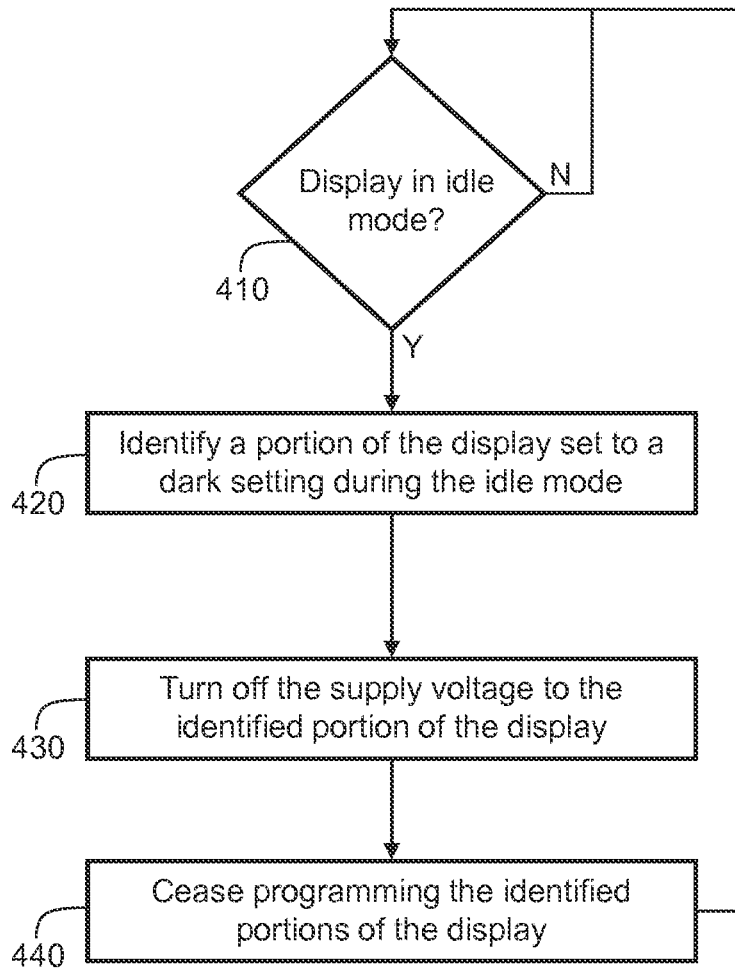 Display in idle
mode?
N
410
Y
Identify a portion of the display set to a
dark setting during the idle mode
420
Turn off the supply voltage to the
identified portion of the display
430
Cease programming the identified
portions of the display
440